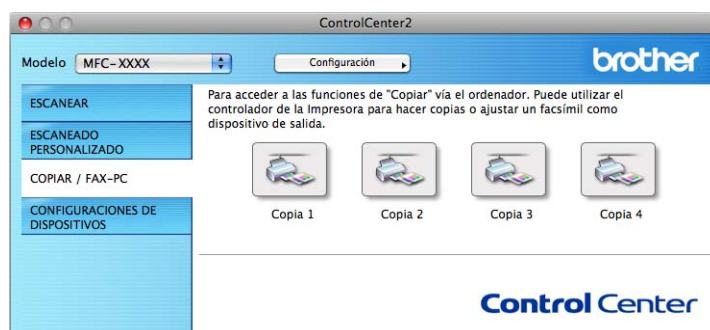 ControlCenter2
Modelo MFC-XXXX Configuración brother
ESCANEAR
ESCANEADO
PERSONALIZADO
COPIAR / FAX-PC
CONFIGURACIONES DE
DISPOSITIVOS
Para acceder a las funciones de "Copiar" vía el ordenador. Puede utilizar el
controlador de la Impresora para hacer copias o ajustar un facsímil como
dispositivo de salida.
Copia 1 Copia 2 Copia 3 Copia 4
Control Center